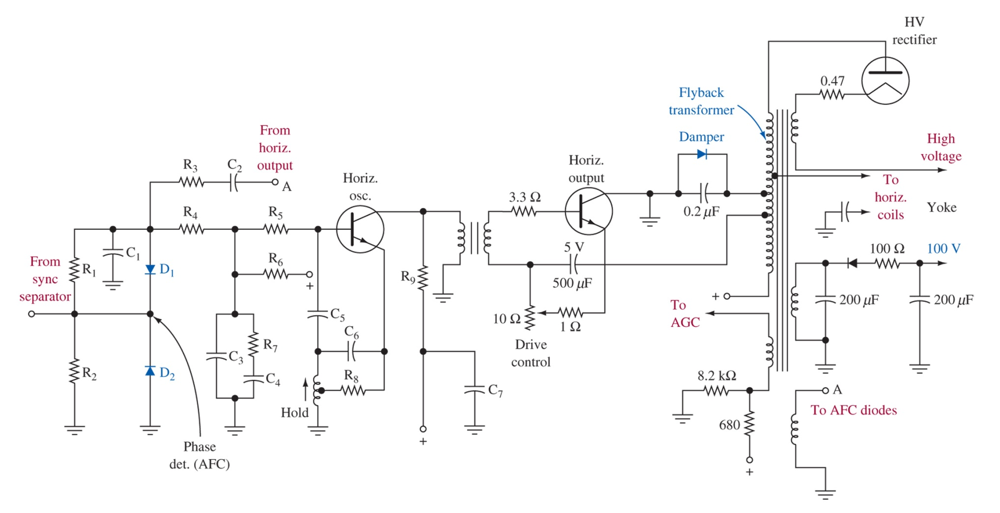 HV
rectifier
0.47
Flyback
transformer
Damper
High
voltage
From
horiz.
output
A
R3
C2
Horiz.
osc.
Horiz.
output
3.3 Ω
0.2 μF
To
horiz.
coils
Yoke
R4
R5
C1
R1
D1
From
sync
separator
R6
+
R9
5 V
500 μF
100 Ω
100 V
200 μF
200 μF
+
To
AGC
10 Ω
1 Ω
Drive
control
C5
C6
R7
C3
C4
R2
D2
R8
Hold
C7
8.2 kΩ
680
+
+
A
To AFC diodes
Phase
det. (AFC)